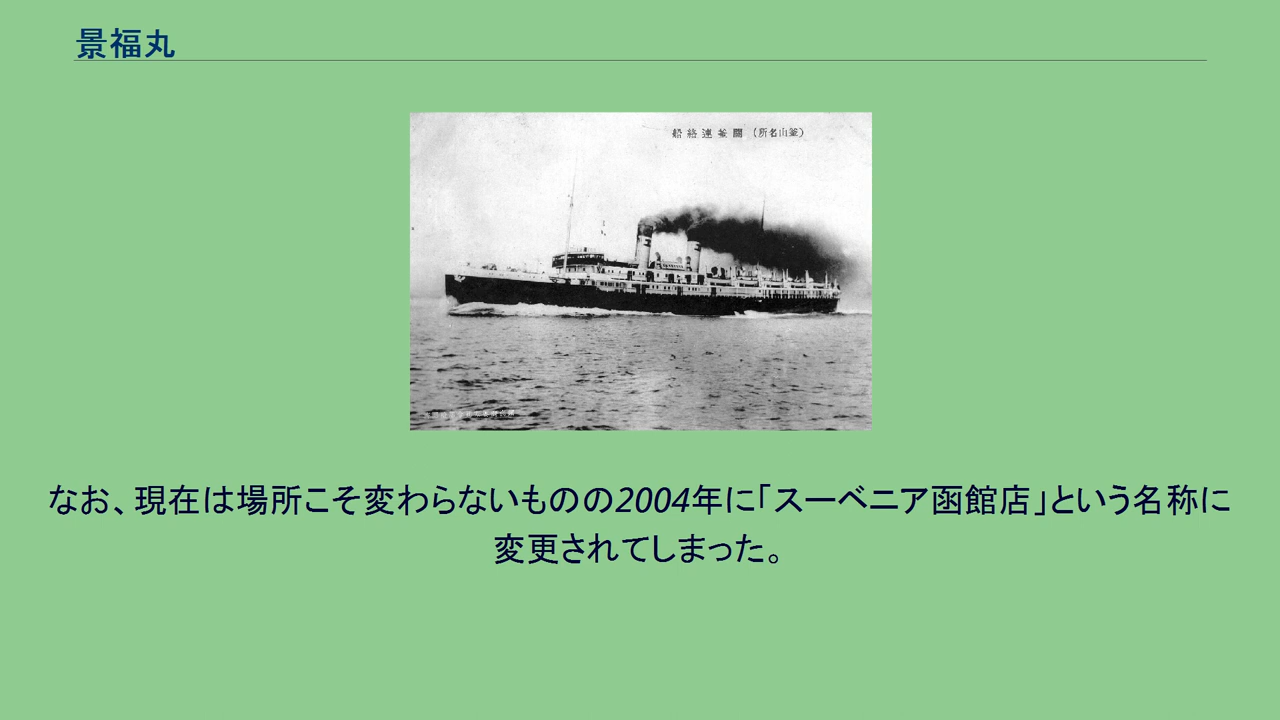 景福丸
船絡連釜關 (所名山釜)
なお、現在は場所こそ変わらないものの2004年に「スーベニア函館店」という名称に
変更されてしまった。